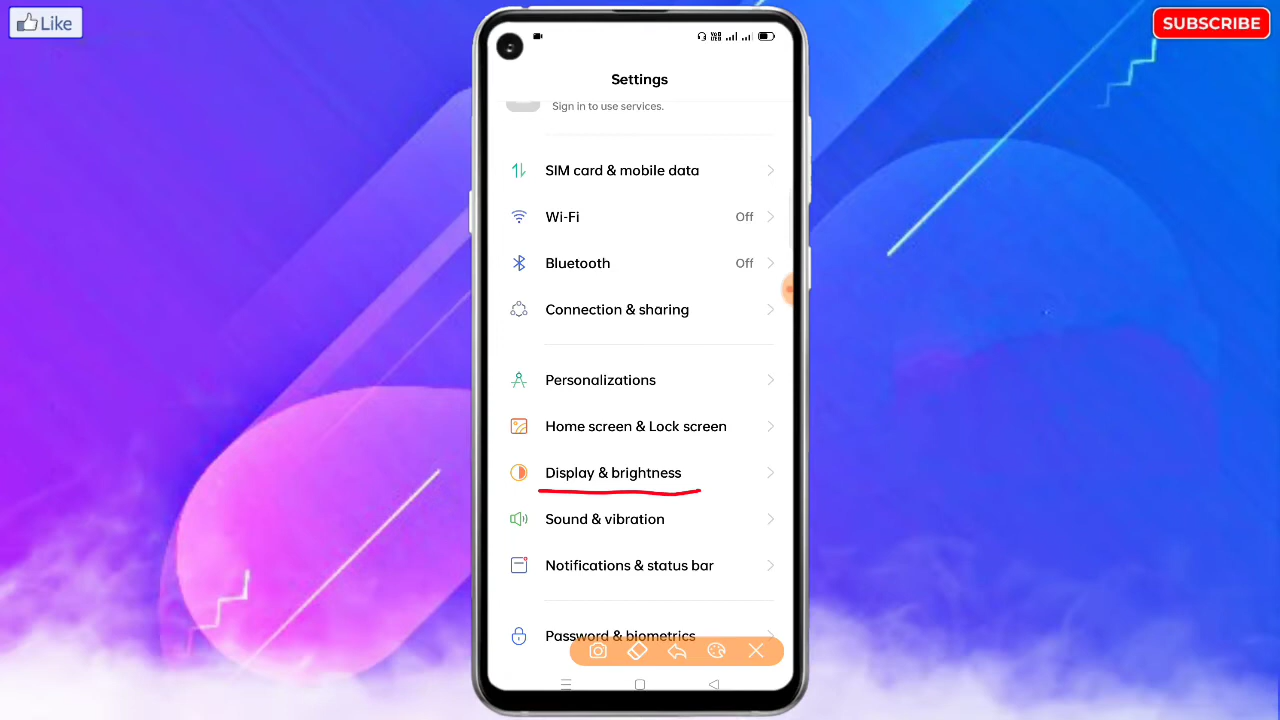 Like
SUBSCRIBE
Settings
Sign in to use services.
SIM card & mobile data
Wi-Fi Off
Bluetooth Off
Connection & sharing
Personalizations
Home screen & Lock screen
Display & brightness
Sound & vibration
Notifications & status bar
Password & biometrics